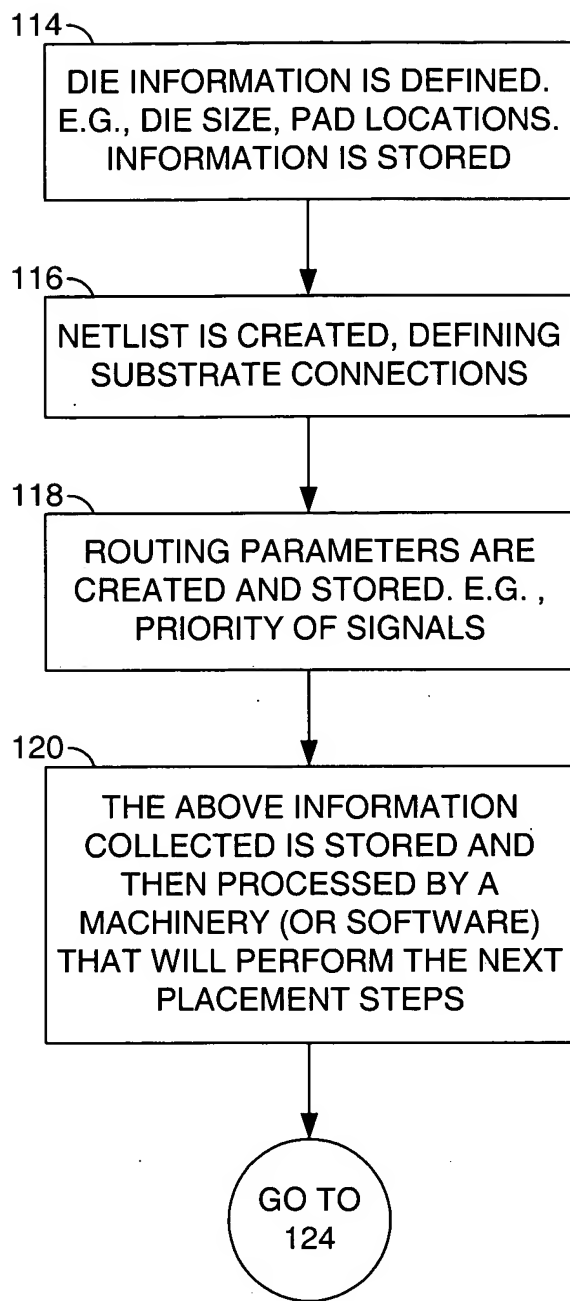 114
DIE INFORMATION IS DEFINED.
E.G., DIE SIZE, PAD LOCATIONS.
INFORMATION IS STORED
116
NETLIST IS CREATED, DEFINING
SUBSTRATE CONNECTIONS
118
ROUTING PARAMETERS ARE
CREATED AND STORED. E.G. ,
PRIORITY OF SIGNALS
120
THE ABOVE INFORMATION
COLLECTED IS STORED AND
THEN PROCESSED BY A
MACHINERY (OR SOFTWARE)
THAT WILL PERFORM THE NEXT
PLACEMENT STEPS
GO TO
124